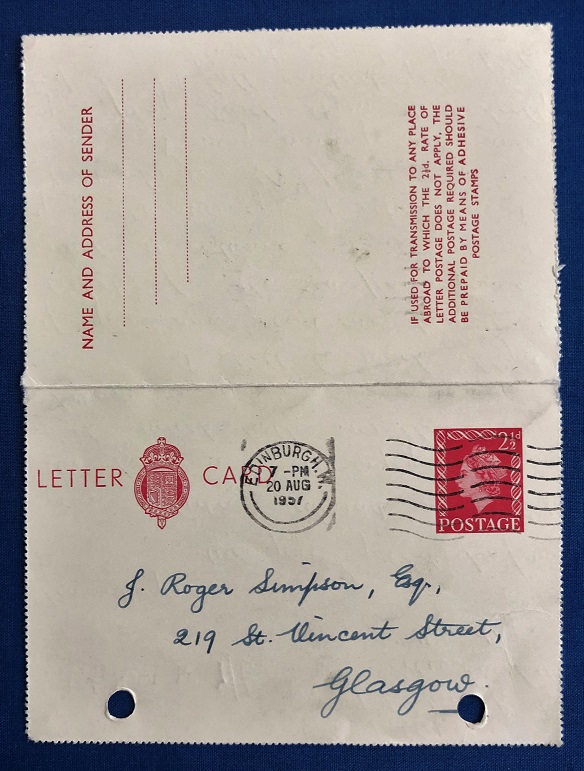 NAME AND ADDRESS OF SENDER
IF USED FOR TRANSMISSION TO ANY PLACE
ABROAD TO WHICH THE 2½d. RATE OF
LETTER POSTAGE DOES NOT APPLY, THE
ADDITIONAL POSTAGE REQUIRED SHOULD
BE PREPAID BY MEANS OF ADHESIVE
POSTAGE STAMPS
LETTER CARD
EDINBURGH.W.
7 - PM
20 AUG
1957
2½d
POSTAGE
J. Roger Simpson, Esq.,
219 St. Vincent Street,
Glasgow.